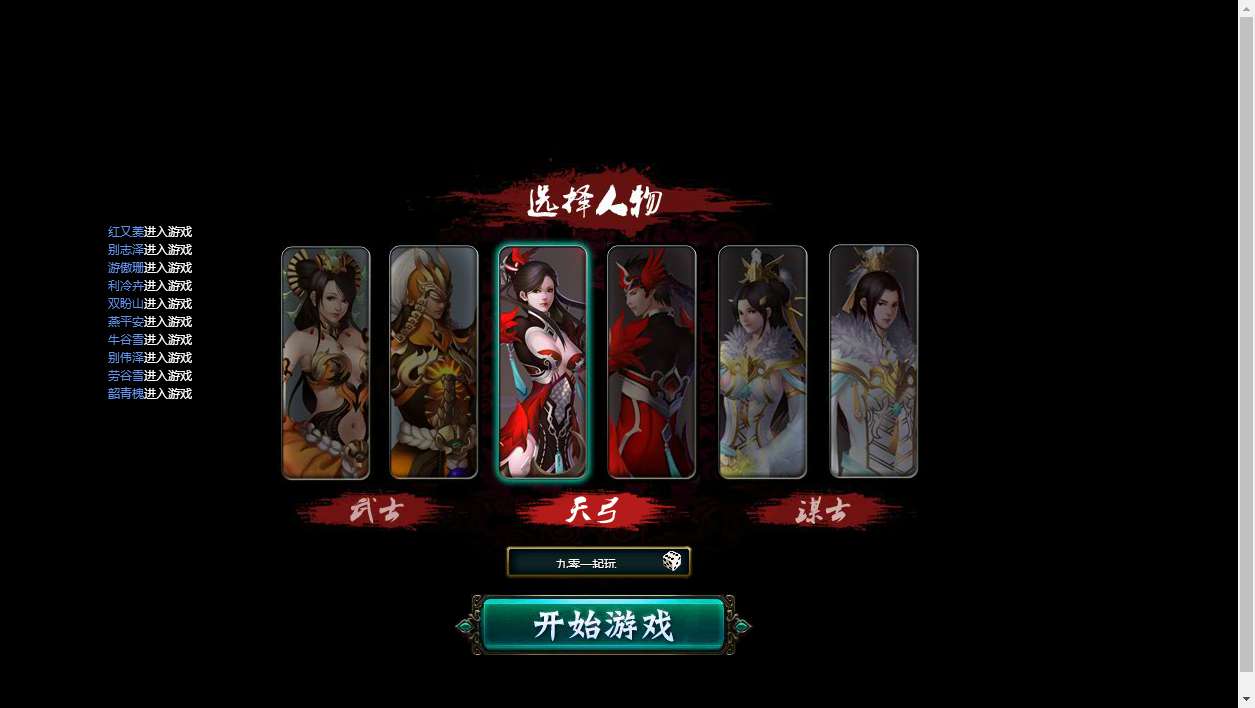 选择人物
红又姜进入游戏
别志泽进入游戏
游傲珊进入游戏
利冷卉进入游戏
双盼山进入游戏
燕平安进入游戏
牛谷雪进入游戏
别伟泽进入游戏
劳谷雪进入游戏
韶青槐进入游戏
武士
天弓
谋士
九零一起玩
开始游戏